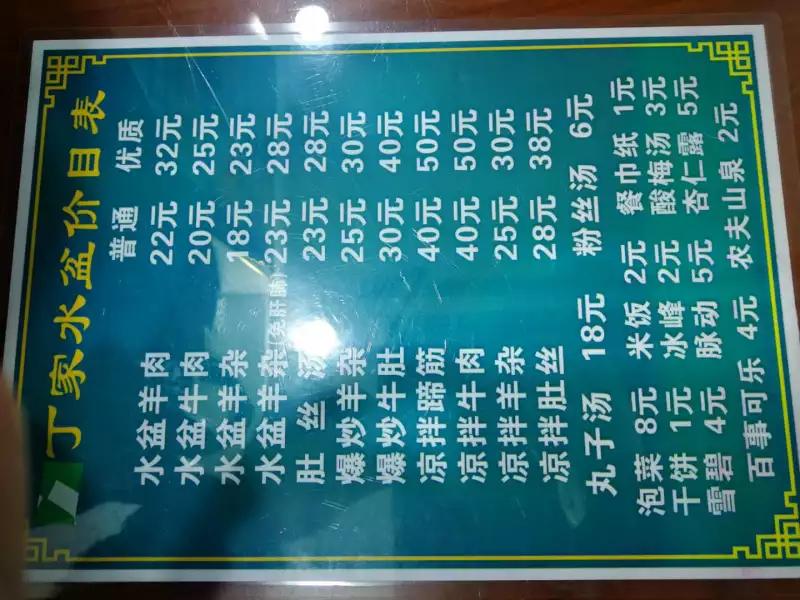 丁家水盆价目表
普通 优质
水盆羊肉 22元 32元
水盆牛肉 20元 25元
水盆羊杂 18元 23元
水盆羊杂(免肝肺) 23元 28元
肚丝汤 23元 28元
爆炒羊杂 25元 30元
爆炒牛肚 30元 40元
凉拌蹄筋 40元 50元
凉拌牛肉 40元 50元
凉拌羊杂 25元 30元
凉拌肚丝 28元 38元
丸子汤 18元 粉丝汤 6元
泡菜 8元 米饭 2元 餐巾纸 1元
干饼 1元 冰峰 2元 酸梅汤 3元
雪碧 4元 脉动 5元 杏仁露 5元
百事可乐 4元 农夫山泉 2元